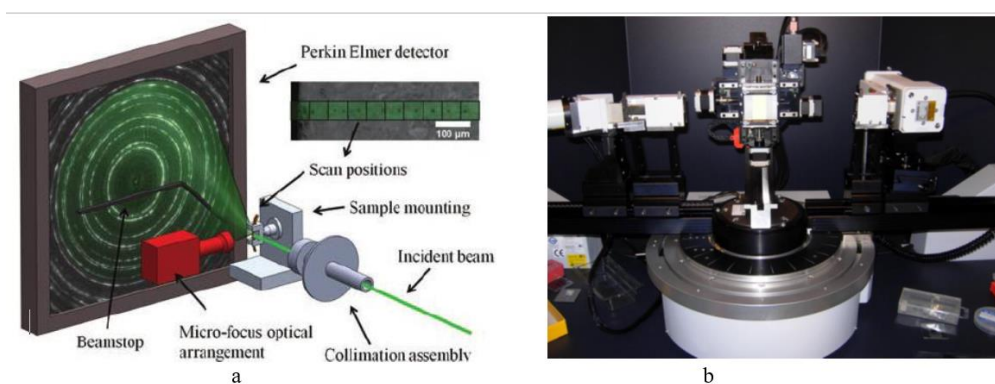 Perkin Elmer detector
100 μm
Scan positions
Sample mounting
Incident beam
Micro-focus optical
arrangement
Beamstop
Collimation assembly
a
b